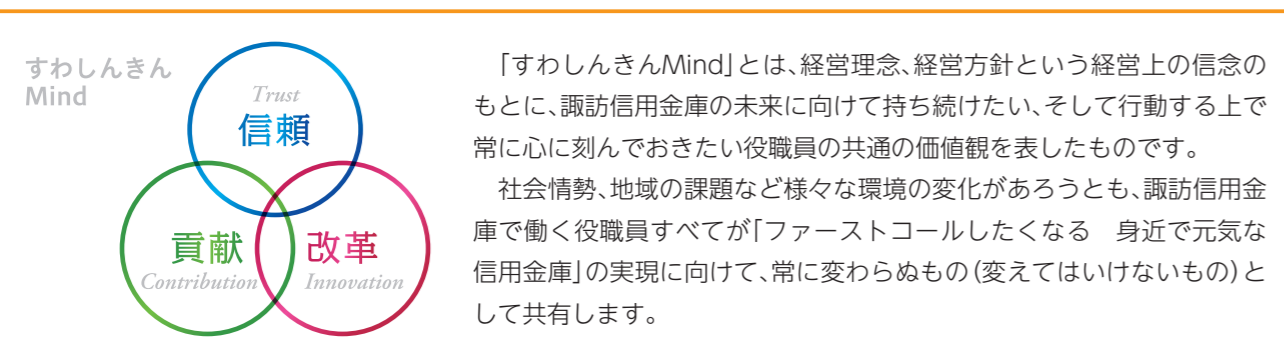 すわしんきん
Mind
Trust
信頼
貢献
Contribution
改革
Innovation
　「すわしんきんMind」とは、経営理念、経営方針という経営上の信念の
もとに、諏訪信用金庫の未来に向けて持ち続けたい、そして行動する上で
常に心に刻んでおきたい役職員の共通の価値観を表したものです。
　社会情勢、地域の課題など様々な環境の変化があろうとも、諏訪信用金
庫で働く役職員すべてが「ファーストコールしたくなる　身近で元気な
信用金庫」の実現に向けて、常に変わらぬもの（変えてはいけないもの）と
して共有します。